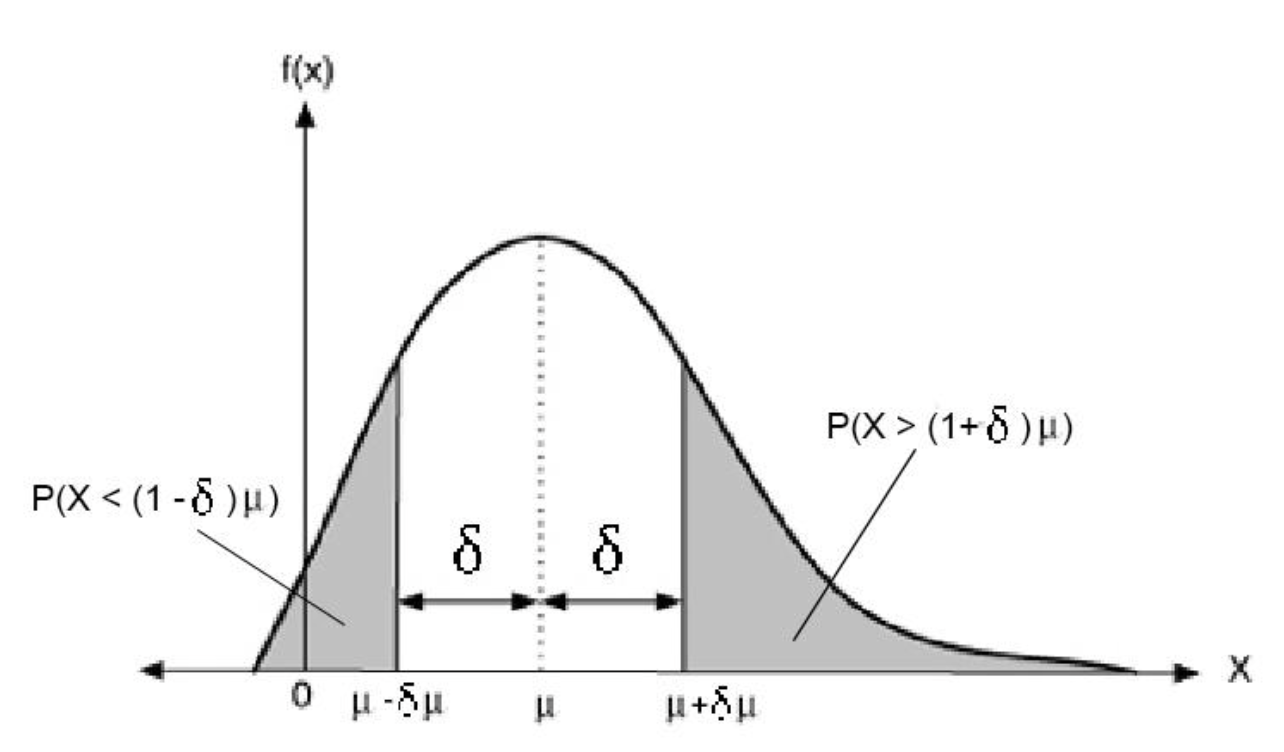 f(x)
P(X > (1+ δ )μ)
P(X < (1 - δ )μ)
δ δ
X
0 μ -δμ μ μ+δμ